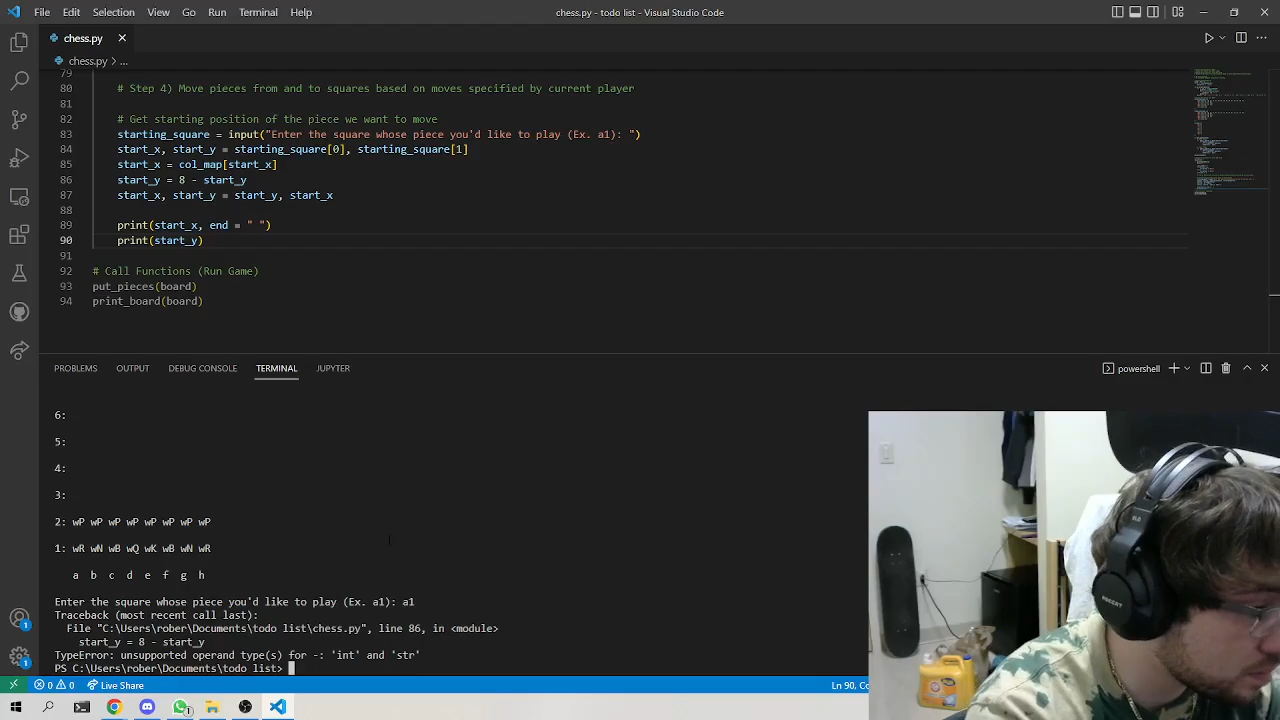 File Edit Selection View Go Run Terminal Help
chess.py - todo list - Visual Studio Code
chess.py
chess.py > ...
79
80 # Step 4) Move pieces from and to squares based on moves specified by current player
81
82 # Get starting position of the piece we want to move
83 starting_square = input("Enter the square whose piece you'd like to play (Ex. a1): ")
84 start_x, start_y = starting_square[0], starting_square[1]
85 start_x = col_map[start_x]
86 start_y = 8 - start_y
87 start_x, start_y = start_y, start_x
88
89 print(start_x, end = " ")
90 print(start_y)
91
92 # Call Functions (Run Game)
93 put_pieces(board)
94 print_board(board)
PROBLEMS OUTPUT DEBUG CONSOLE TERMINAL JUPYTER
powershell
6:
5:
4:
3:
2: wP wP wP wP wP wP wP wP
1: wR wN wB wQ wK wB wN wR
a b c d e f g h
Enter the square whose piece you'd like to play (Ex. a1): a1
Traceback (most recent call last):
File "C:\Users\rober\Documents\todo list\chess.py", line 86, in <module>
start_y = 8 - start_y
TypeError: unsupported operand type(s) for -: 'int' and 'str'
PS C:\Users\rober\Documents\todo list>
1
1
0 0 Live Share
Ln 90, Co
1